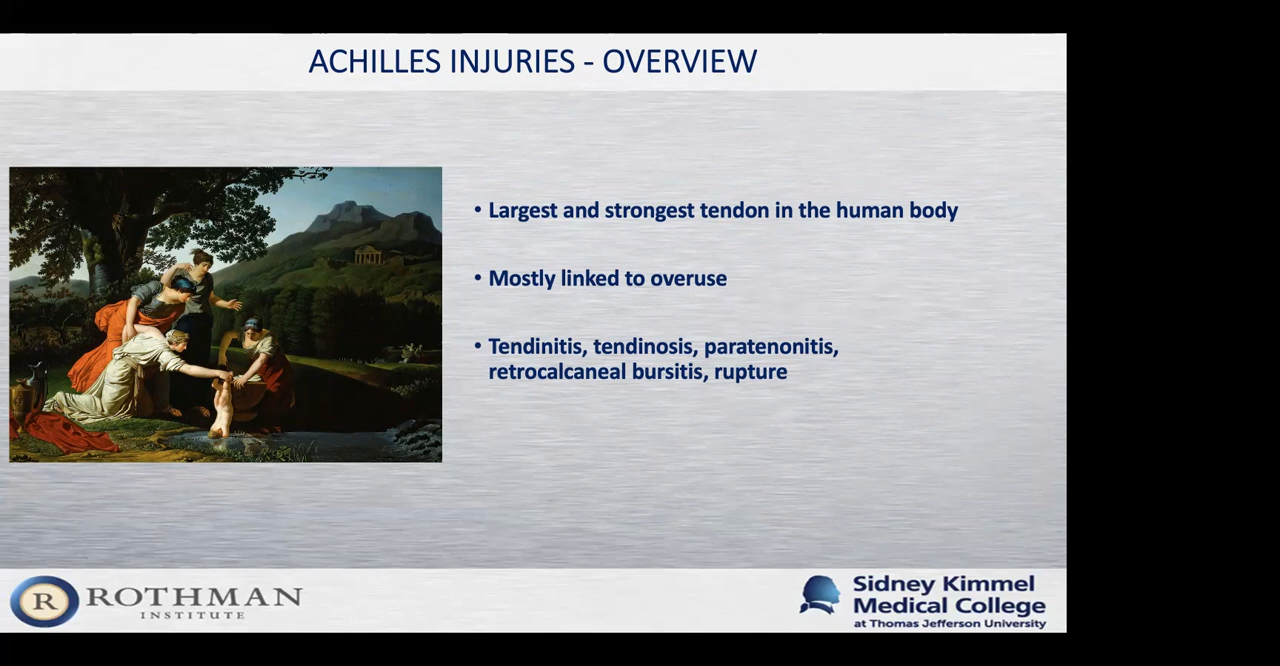 ACHILLES INJURIES - OVERVIEW
• Largest and strongest tendon in the human body
• Mostly linked to overuse
• Tendinitis, tendinosis, paratenonitis,
retrocalcaneal bursitis, rupture
R ROTHMAN
INSTITUTE
Sidney Kimmel
Medical College
at Thomas Jefferson University